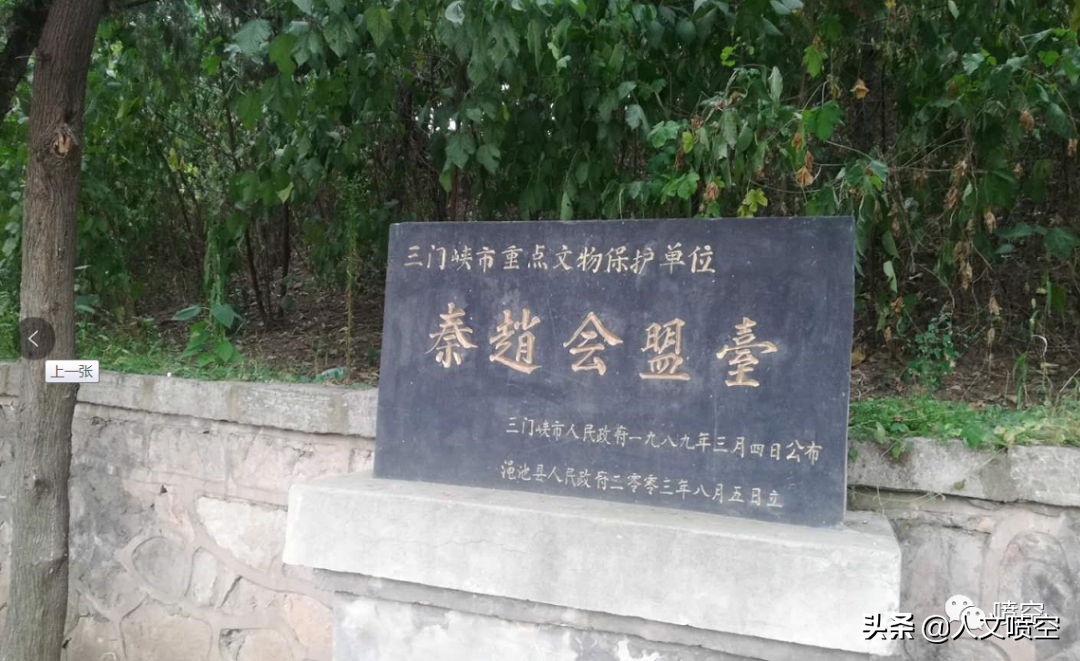 三门峡市重点文物保护单位
秦趙会盟臺
三门峡市人民政府一九八九年三月四日公布
渑池县人民政府二零零三年八月五日立
上一张
喷空
头条 @人文喷空